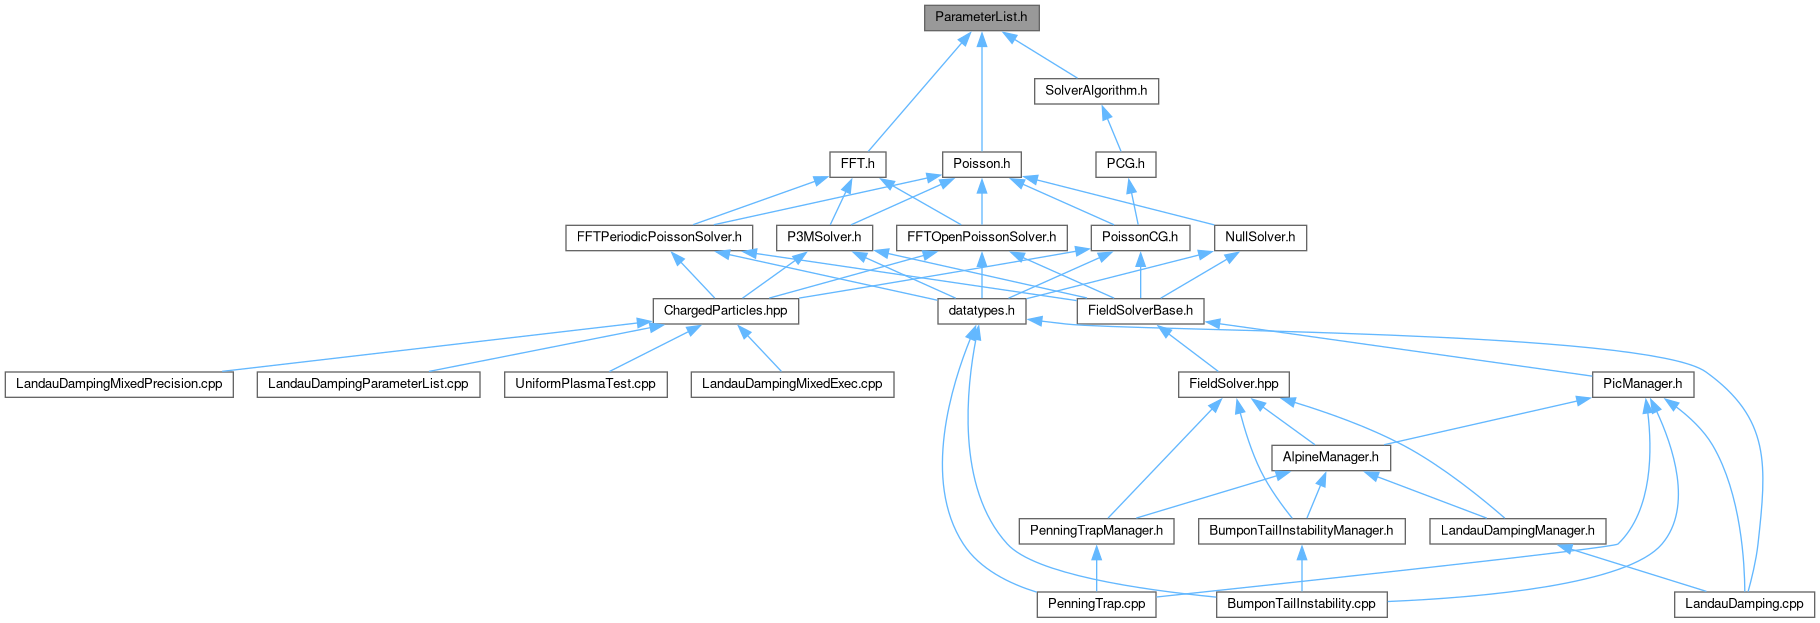 ParameterList.h
SolverAlgorithm.h
FFT.h
Poisson.h
PCG.h
FFTPeriodicPoissonSolver.h
P3MSolver.h
FFTOpenPoissonSolver.h
PoissonCG.h
NullSolver.h
ChargedParticles.hpp
datatypes.h
FieldSolverBase.h
LandauDampingMixedPrecision.cpp
LandauDampingParameterList.cpp
UniformPlasmaTest.cpp
LandauDampingMixedExec.cpp
FieldSolver.hpp
PicManager.h
AlpineManager.h
PenningTrapManager.h
BumponTailInstabilityManager.h
LandauDampingManager.h
PenningTrap.cpp
BumponTailInstability.cpp
LandauDamping.cpp